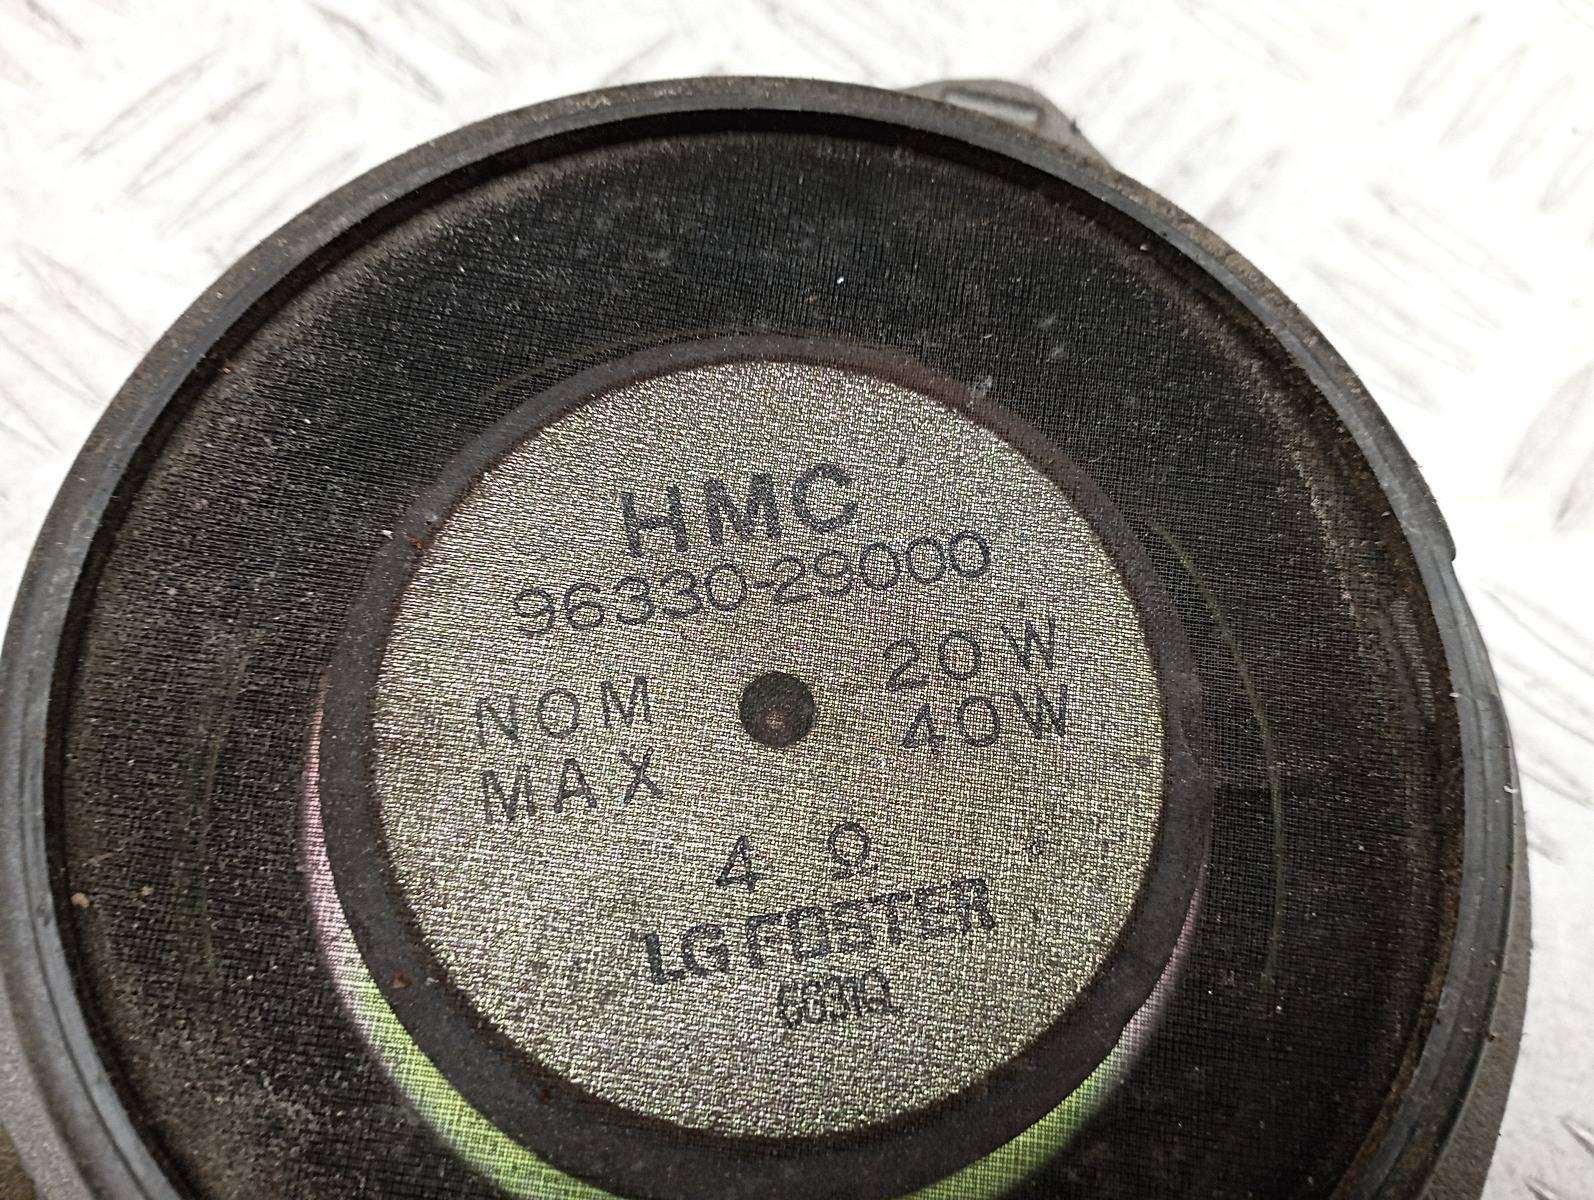 HMC
96330-29000
NOM 20W
MAX 40W
4 Ω
LG FOSTER